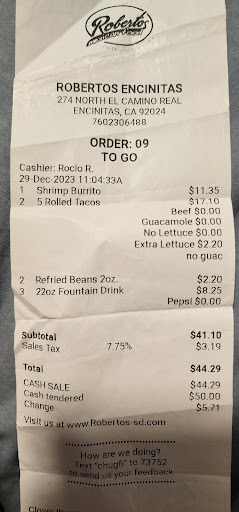 Roberto's
ROBERTOS ENCINITAS
274 NORTH EL CAMINO REAL
ENCINITAS, CA 92024
7602306488
ORDER: 09
TO GO
Cashier: Rocio R.
29-Dec-2023 11:04:33A
1 Shrimp Burrito $11.35
2 5 Rolled Tacos $17.10
Beef $0.00
Guacamole $0.00
No Lettuce $0.00
Extra Lettuce $2.20
no guac
2 Refried Beans 2oz. $2.20
3 22oz Fountain Drink $8.25
Pepsi $0.00
Subtotal $41.10
Sales Tax 7.75% $3.19
Total $44.29
CASH SALE $44.29
Cash tendered $50.00
Change $5.71
Visit us at www.Robertos-sd.com
How are we doing?
Text "chugfi" to 73752
to send us your feedback